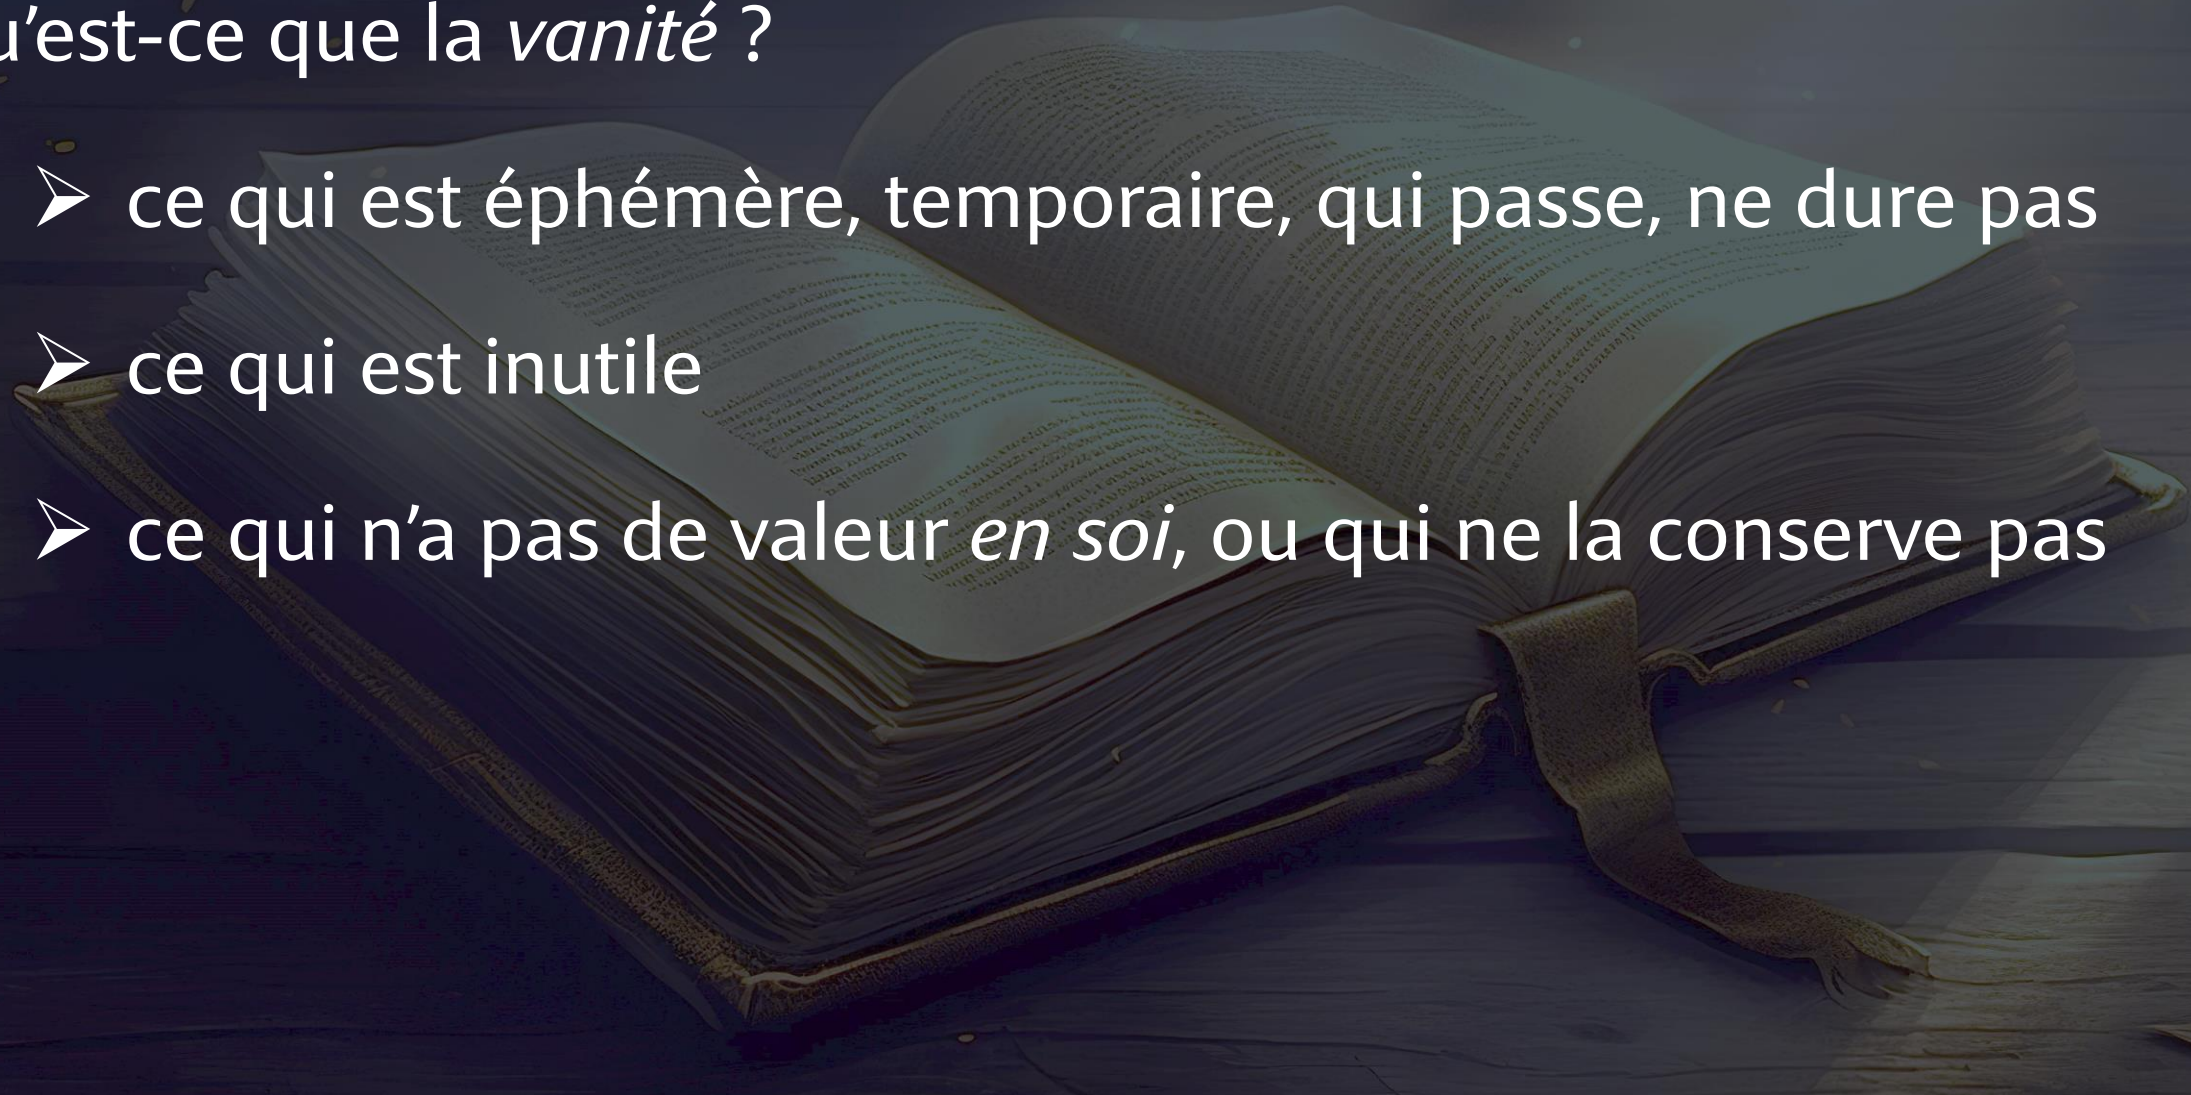 u’est-ce que la vanité ?
➢ ce qui est éphémère, temporaire, qui passe, ne dure pas
➢ ce qui est inutile
➢ ce qui n’a pas de valeur en soi, ou qui ne la conserve pas